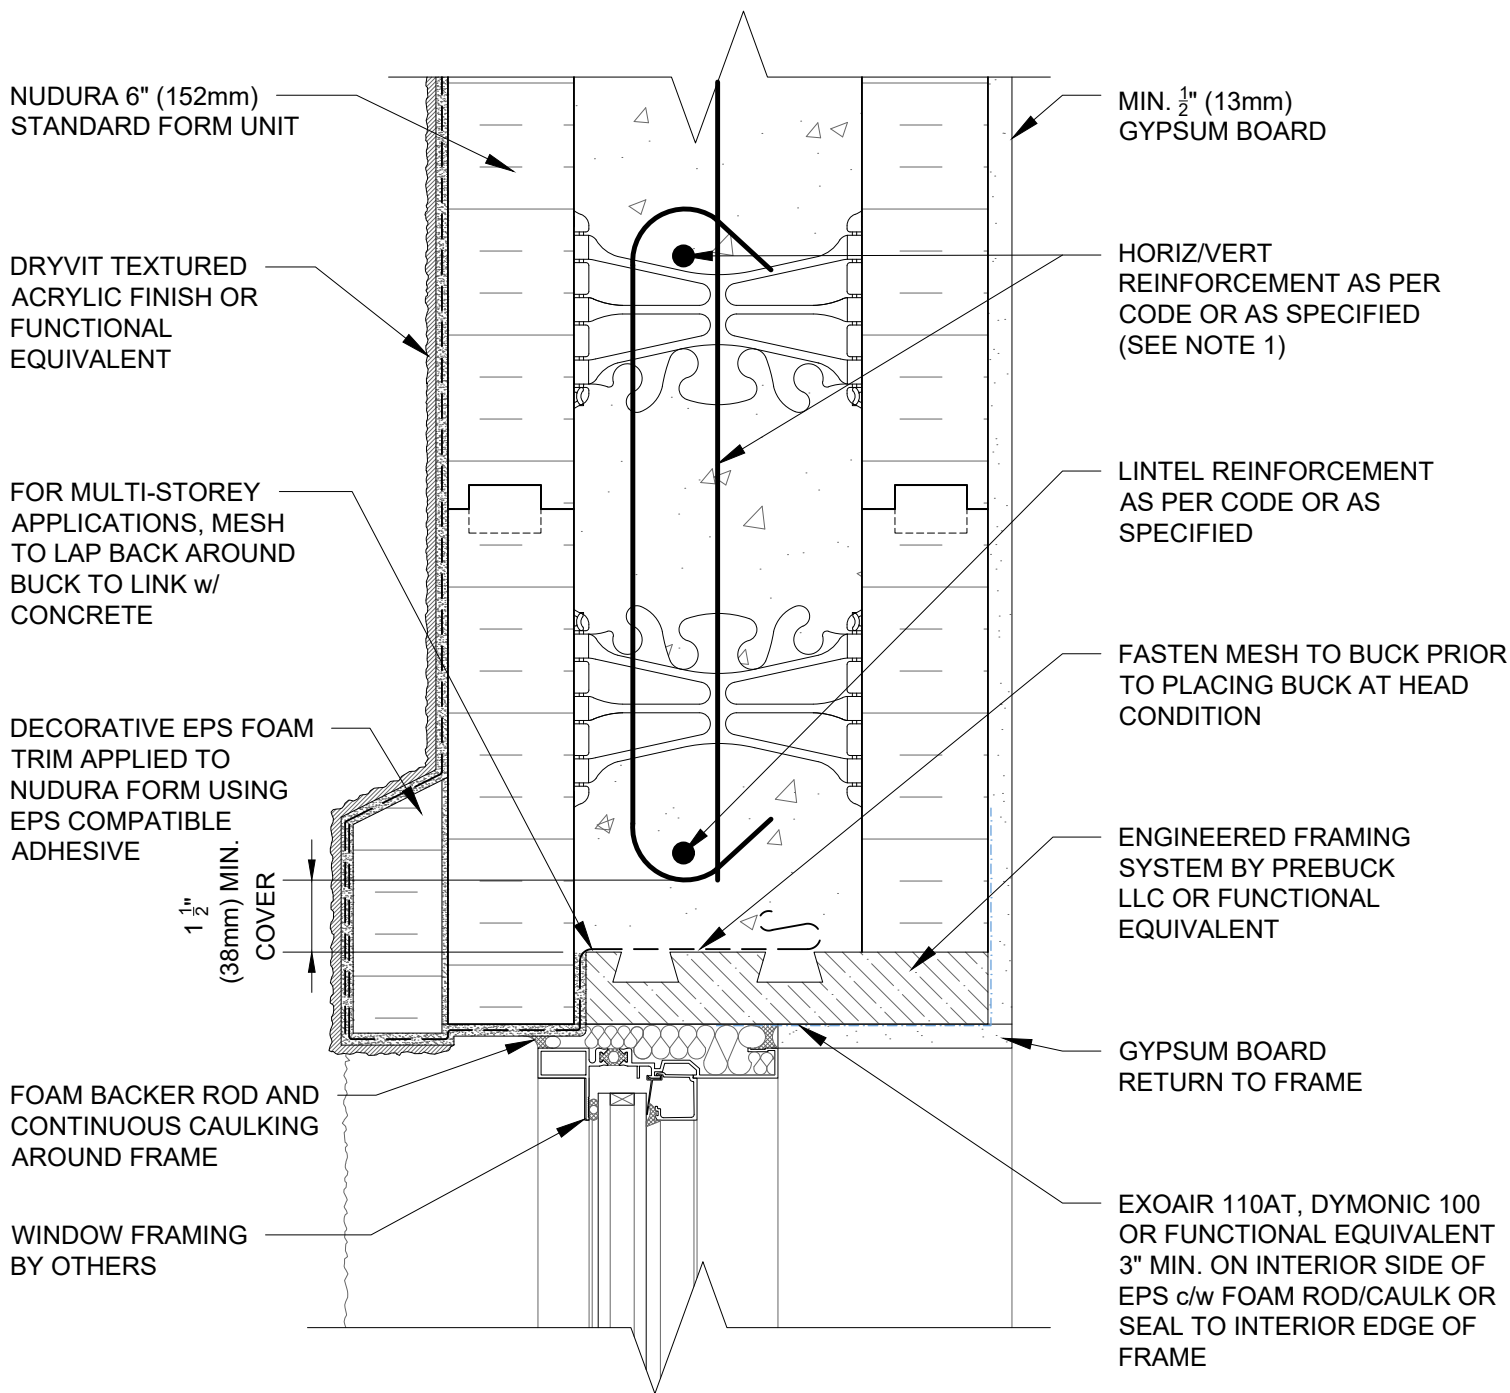 NUDURA 6" (152mm)
STANDARD FORM UNIT
DRYVIT TEXTURED
ACRYLIC FINISH OR
FUNCTIONAL
EQUIVALENT
FOR MULTI-STOREY
APPLICATIONS, MESH
TO LAP BACK AROUND
BUCK TO LINK w/
CONCRETE
DECORATIVE EPS FOAM
TRIM APPLIED TO
NUDURA FORM USING
EPS COMPATIBLE
ADHESIVE
1 1/2"
(38mm) MIN.
COVER
FOAM BACKER ROD AND
CONTINUOUS CAULKING
AROUND FRAME
WINDOW FRAMING
BY OTHERS
MIN. 1/2" (13mm)
GYPSUM BOARD
HORIZ/VERT
REINFORCEMENT AS PER
CODE OR AS SPECIFIED
(SEE NOTE 1)
LINTEL REINFORCEMENT
AS PER CODE OR AS
SPECIFIED
FASTEN MESH TO BUCK PRIOR
TO PLACING BUCK AT HEAD
CONDITION
ENGINEERED FRAMING
SYSTEM BY PREBUCK
LLC OR FUNCTIONAL
EQUIVALENT
GYPSUM BOARD
RETURN TO FRAME
EXOAIR 110AT, DYMONIC 100
OR FUNCTIONAL EQUIVALENT
3" MIN. ON INTERIOR SIDE OF
EPS c/w FOAM ROD/CAULK OR
SEAL TO INTERIOR EDGE OF
FRAME